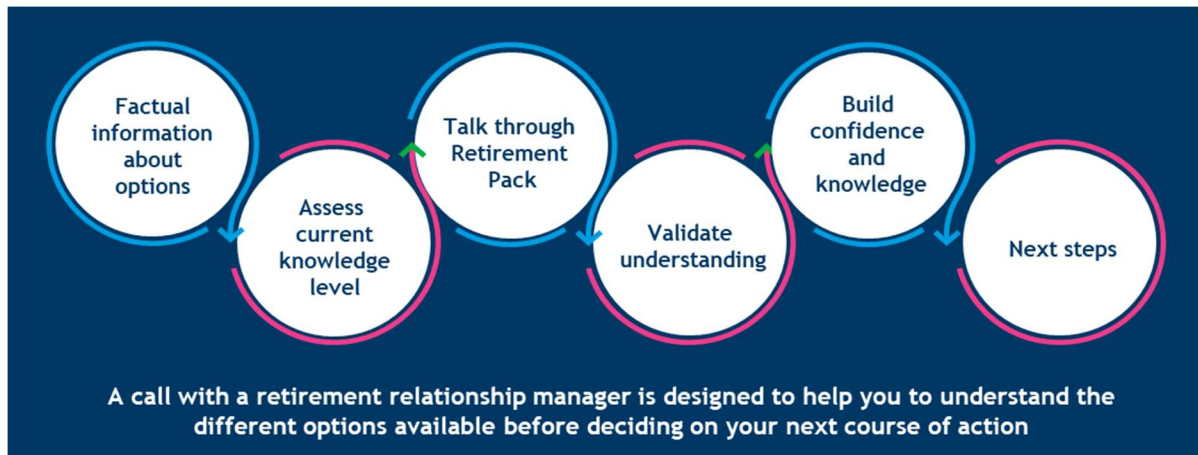 Factual
information
about
options
Assess
current
knowledge
level
Talk through
Retirement
Pack
Validate
understanding
Build
confidence
and
knowledge
Next steps
A call with a retirement relationship manager is designed to help you to understand the
different options available before deciding on your next course of action